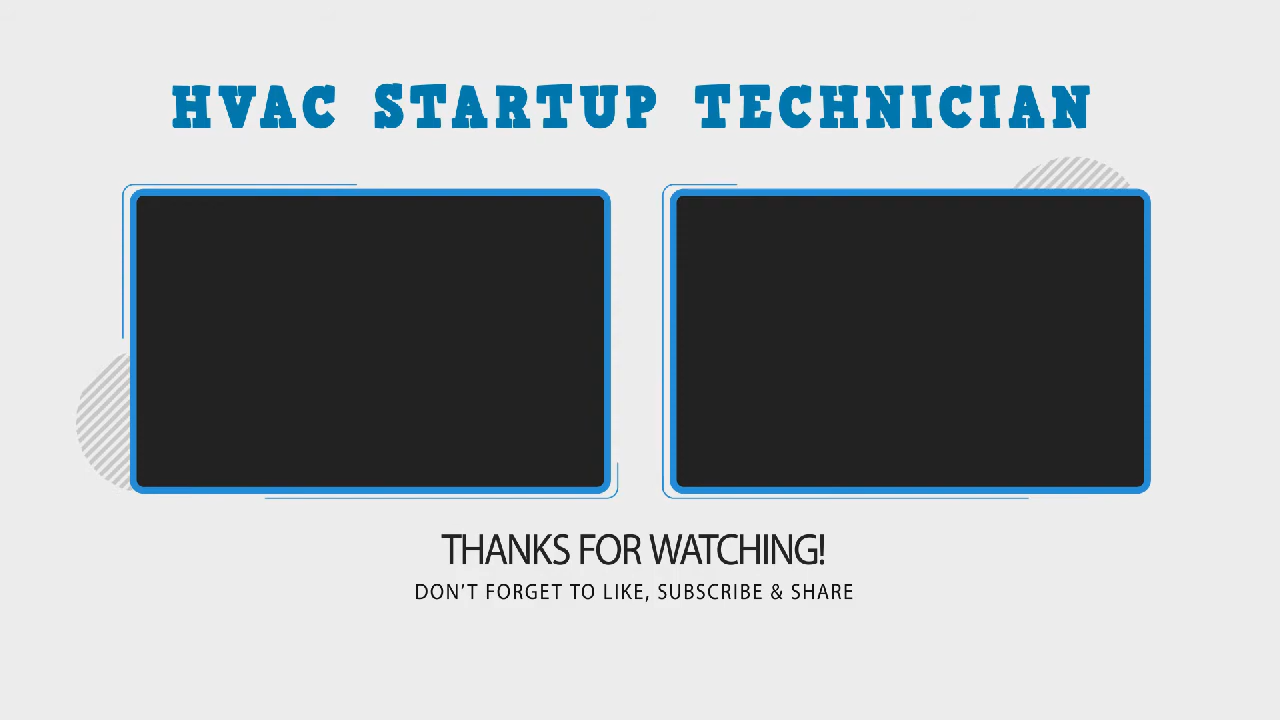 HVAC STARTUP TECHNICIAN
THANKS FOR WATCHING!
DON'T FORGET TO LIKE, SUBSCRIBE & SHARE